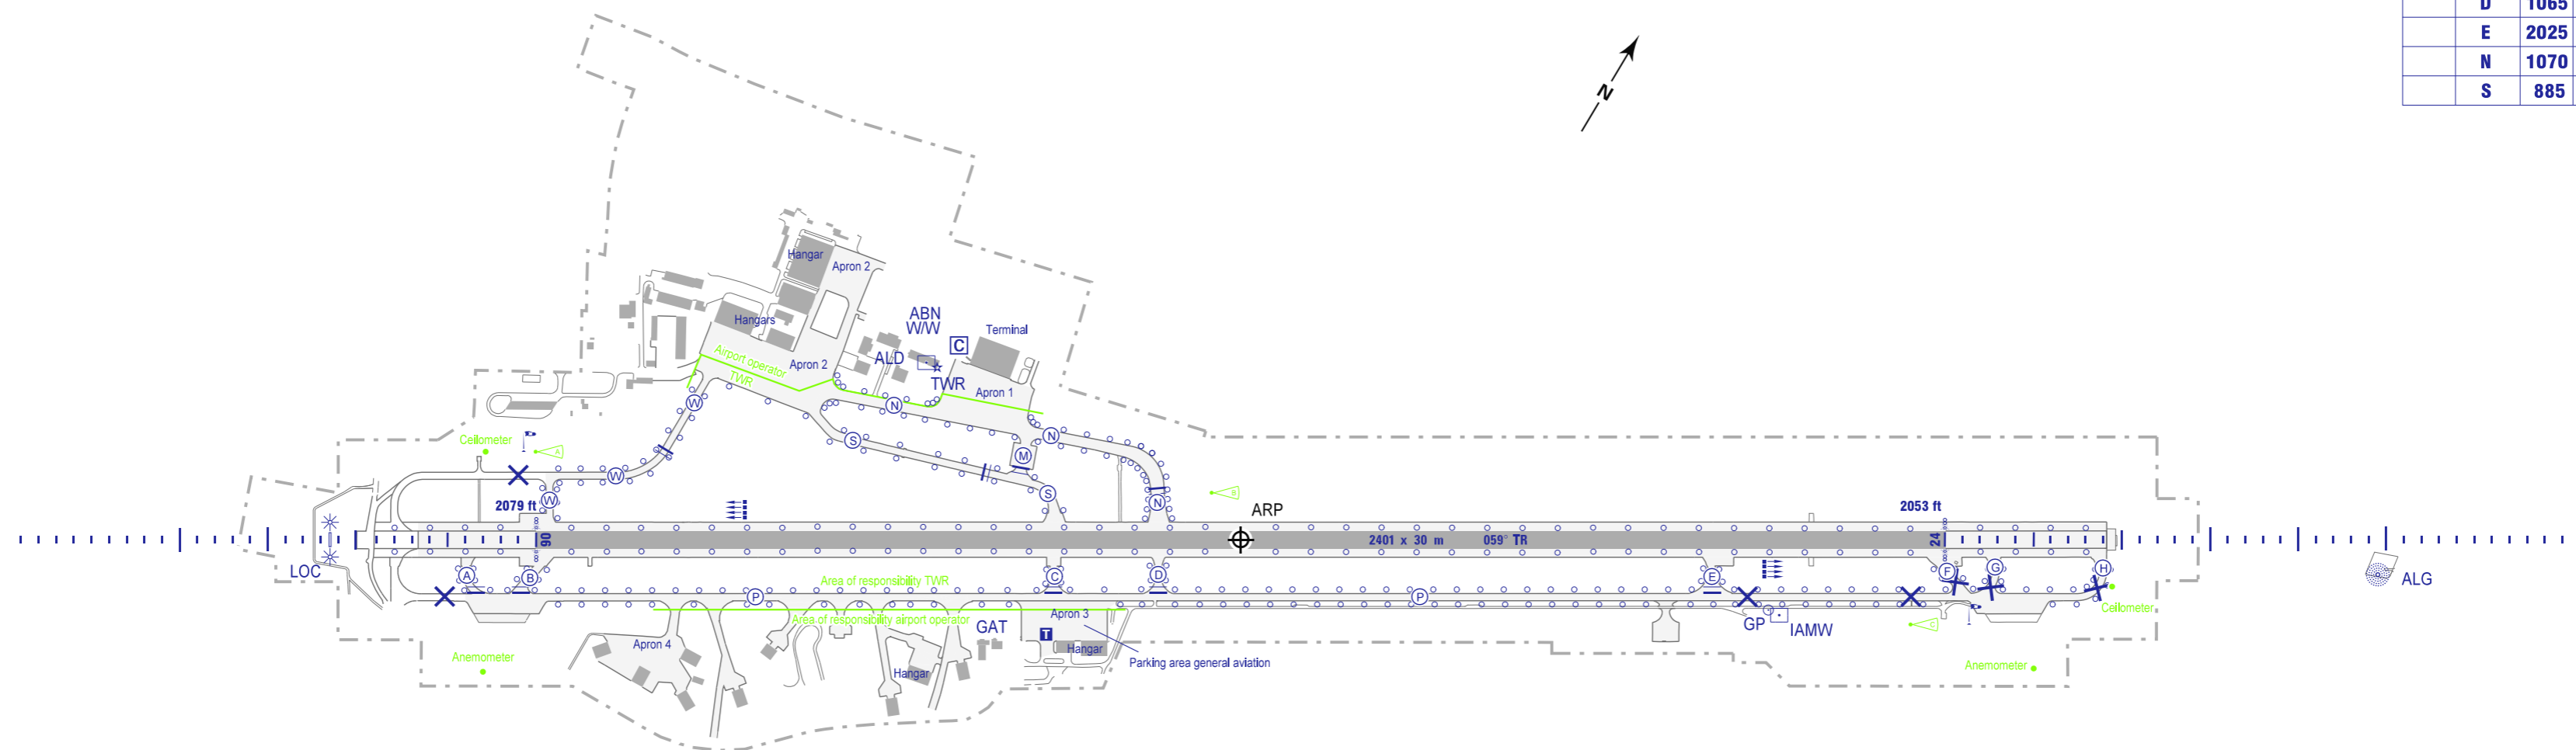 D 1065
E 2025
N 1070
S 885
N
Hangar
Apron 2
Hangars
ABN
W/W
C
Terminal
Airport operator
TWR
Apron 2
ALD
TWR
Apron 1
W
N
S
N
M
Ceilometer
A
W
W
S
N
B
2079 ft
ARP
2053 ft
06
2401 x 30 m 059° TR
24
LOC
A
B
C
D
E
F
G
H
ALG
P
Area of responsibility TWR
P
Area of responsibility airport operator
Apron 3
GAT
T
GP
IAMW
C
Ceilometer
Apron 4
Hangar
Hangar
Parking area general aviation
Anemometer
Anemometer